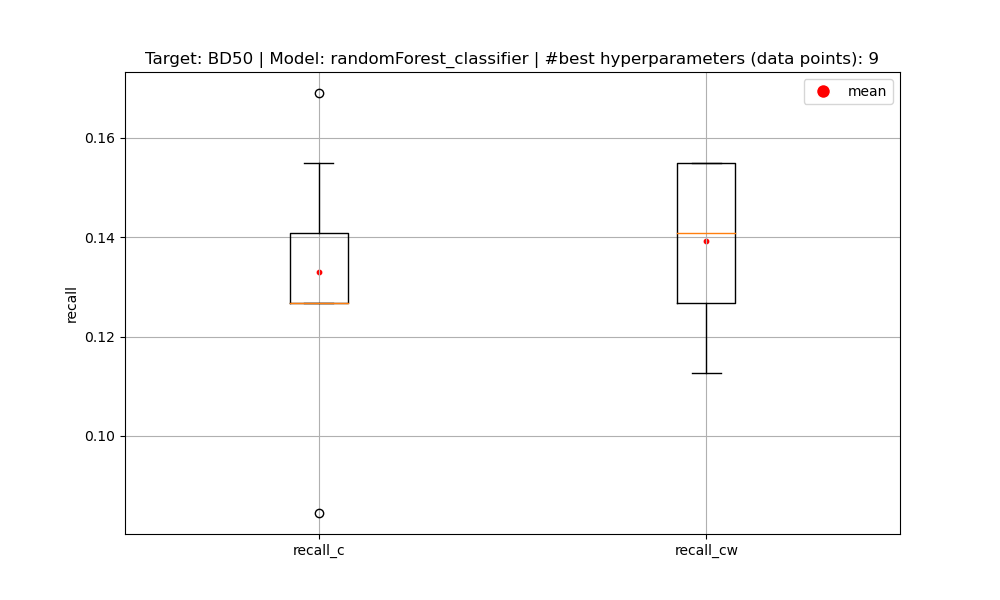 Target: BD50 | Model: randomForest_classifier | #best hyperparameters (data points): 9
mean
0.16
0.14
0.12
0.10
recall
recall_c
recall_cw